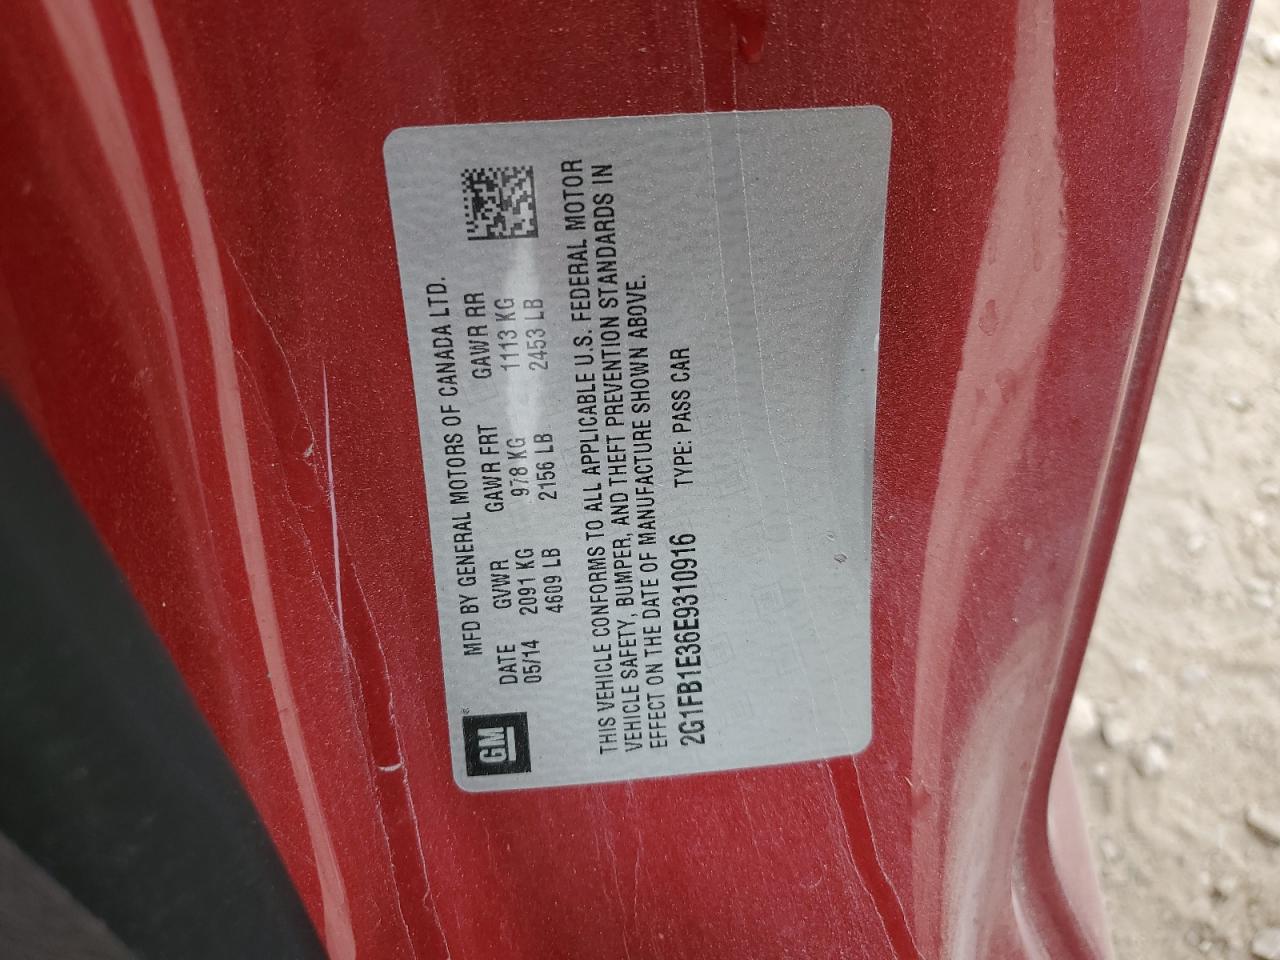 GM®
MFD BY GENERAL MOTORS OF CANADA LTD.
DATE GVWR GAWR FRT GAWR RR
05/14 2091 KG 978 KG 1113 KG
4609 LB 2156 LB 2453 LB
THIS VEHICLE CONFORMS TO ALL APPLICABLE U.S. FEDERAL MOTOR
VEHICLE SAFETY, BUMPER, AND THEFT PREVENTION STANDARDS IN
EFFECT ON THE DATE OF MANUFACTURE SHOWN ABOVE.
2G1FB1E36E9310916 TYPE: PASS CAR